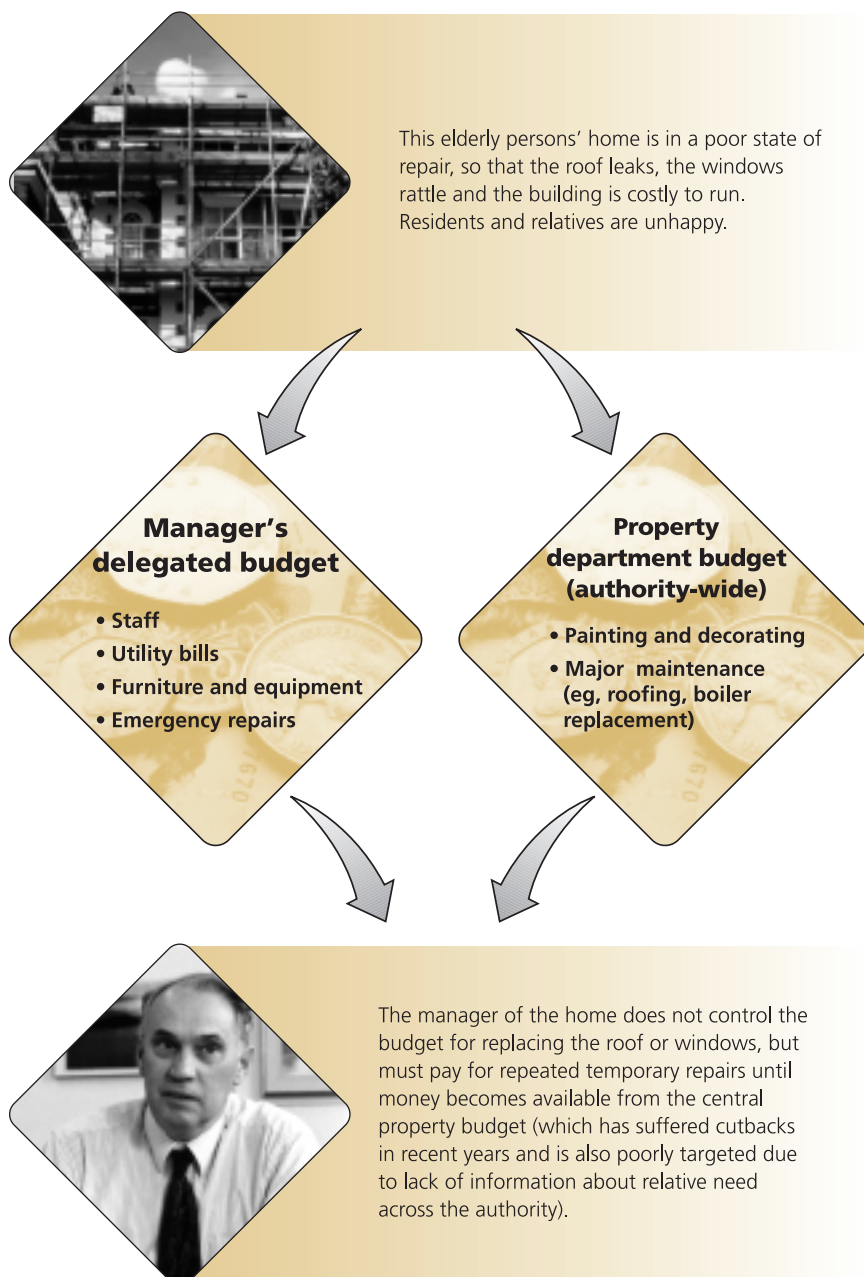 This elderly persons’ home is in a poor state of
repair, so that the roof leaks, the windows
rattle and the building is costly to run.
Residents and relatives are unhappy.
Manager’s
delegated budget
• Staff
• Utility bills
• Furniture and equipment
• Emergency repairs
Property
department budget
(authority-wide)
• Painting and decorating
• Major maintenance
(eg, roofing, boiler
replacement)
The manager of the home does not control the
budget for replacing the roof or windows, but
must pay for repeated temporary repairs until
money becomes available from the central
property budget (which has suffered cutbacks
in recent years and is also poorly targeted due
to lack of information about relative need
across the authority).